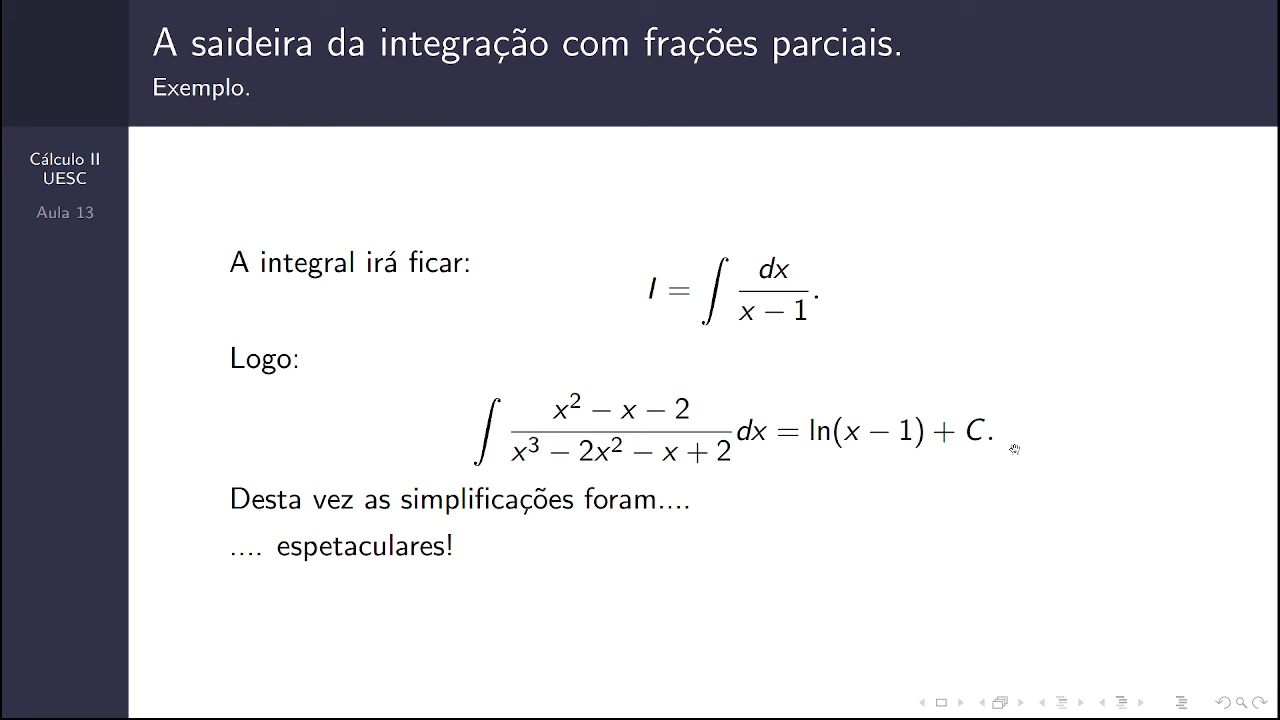 A saideira da integração com frações parciais.
Exemplo.
Cálculo II
UESC
Aula 13
A integral irá ficar:
I = ∫ dx / (x − 1).
Logo:
∫ (x² − x − 2) / (x³ − 2x² − x + 2) dx = ln(x − 1) + C.
Desta vez as simplificações foram....
.... espetaculares!